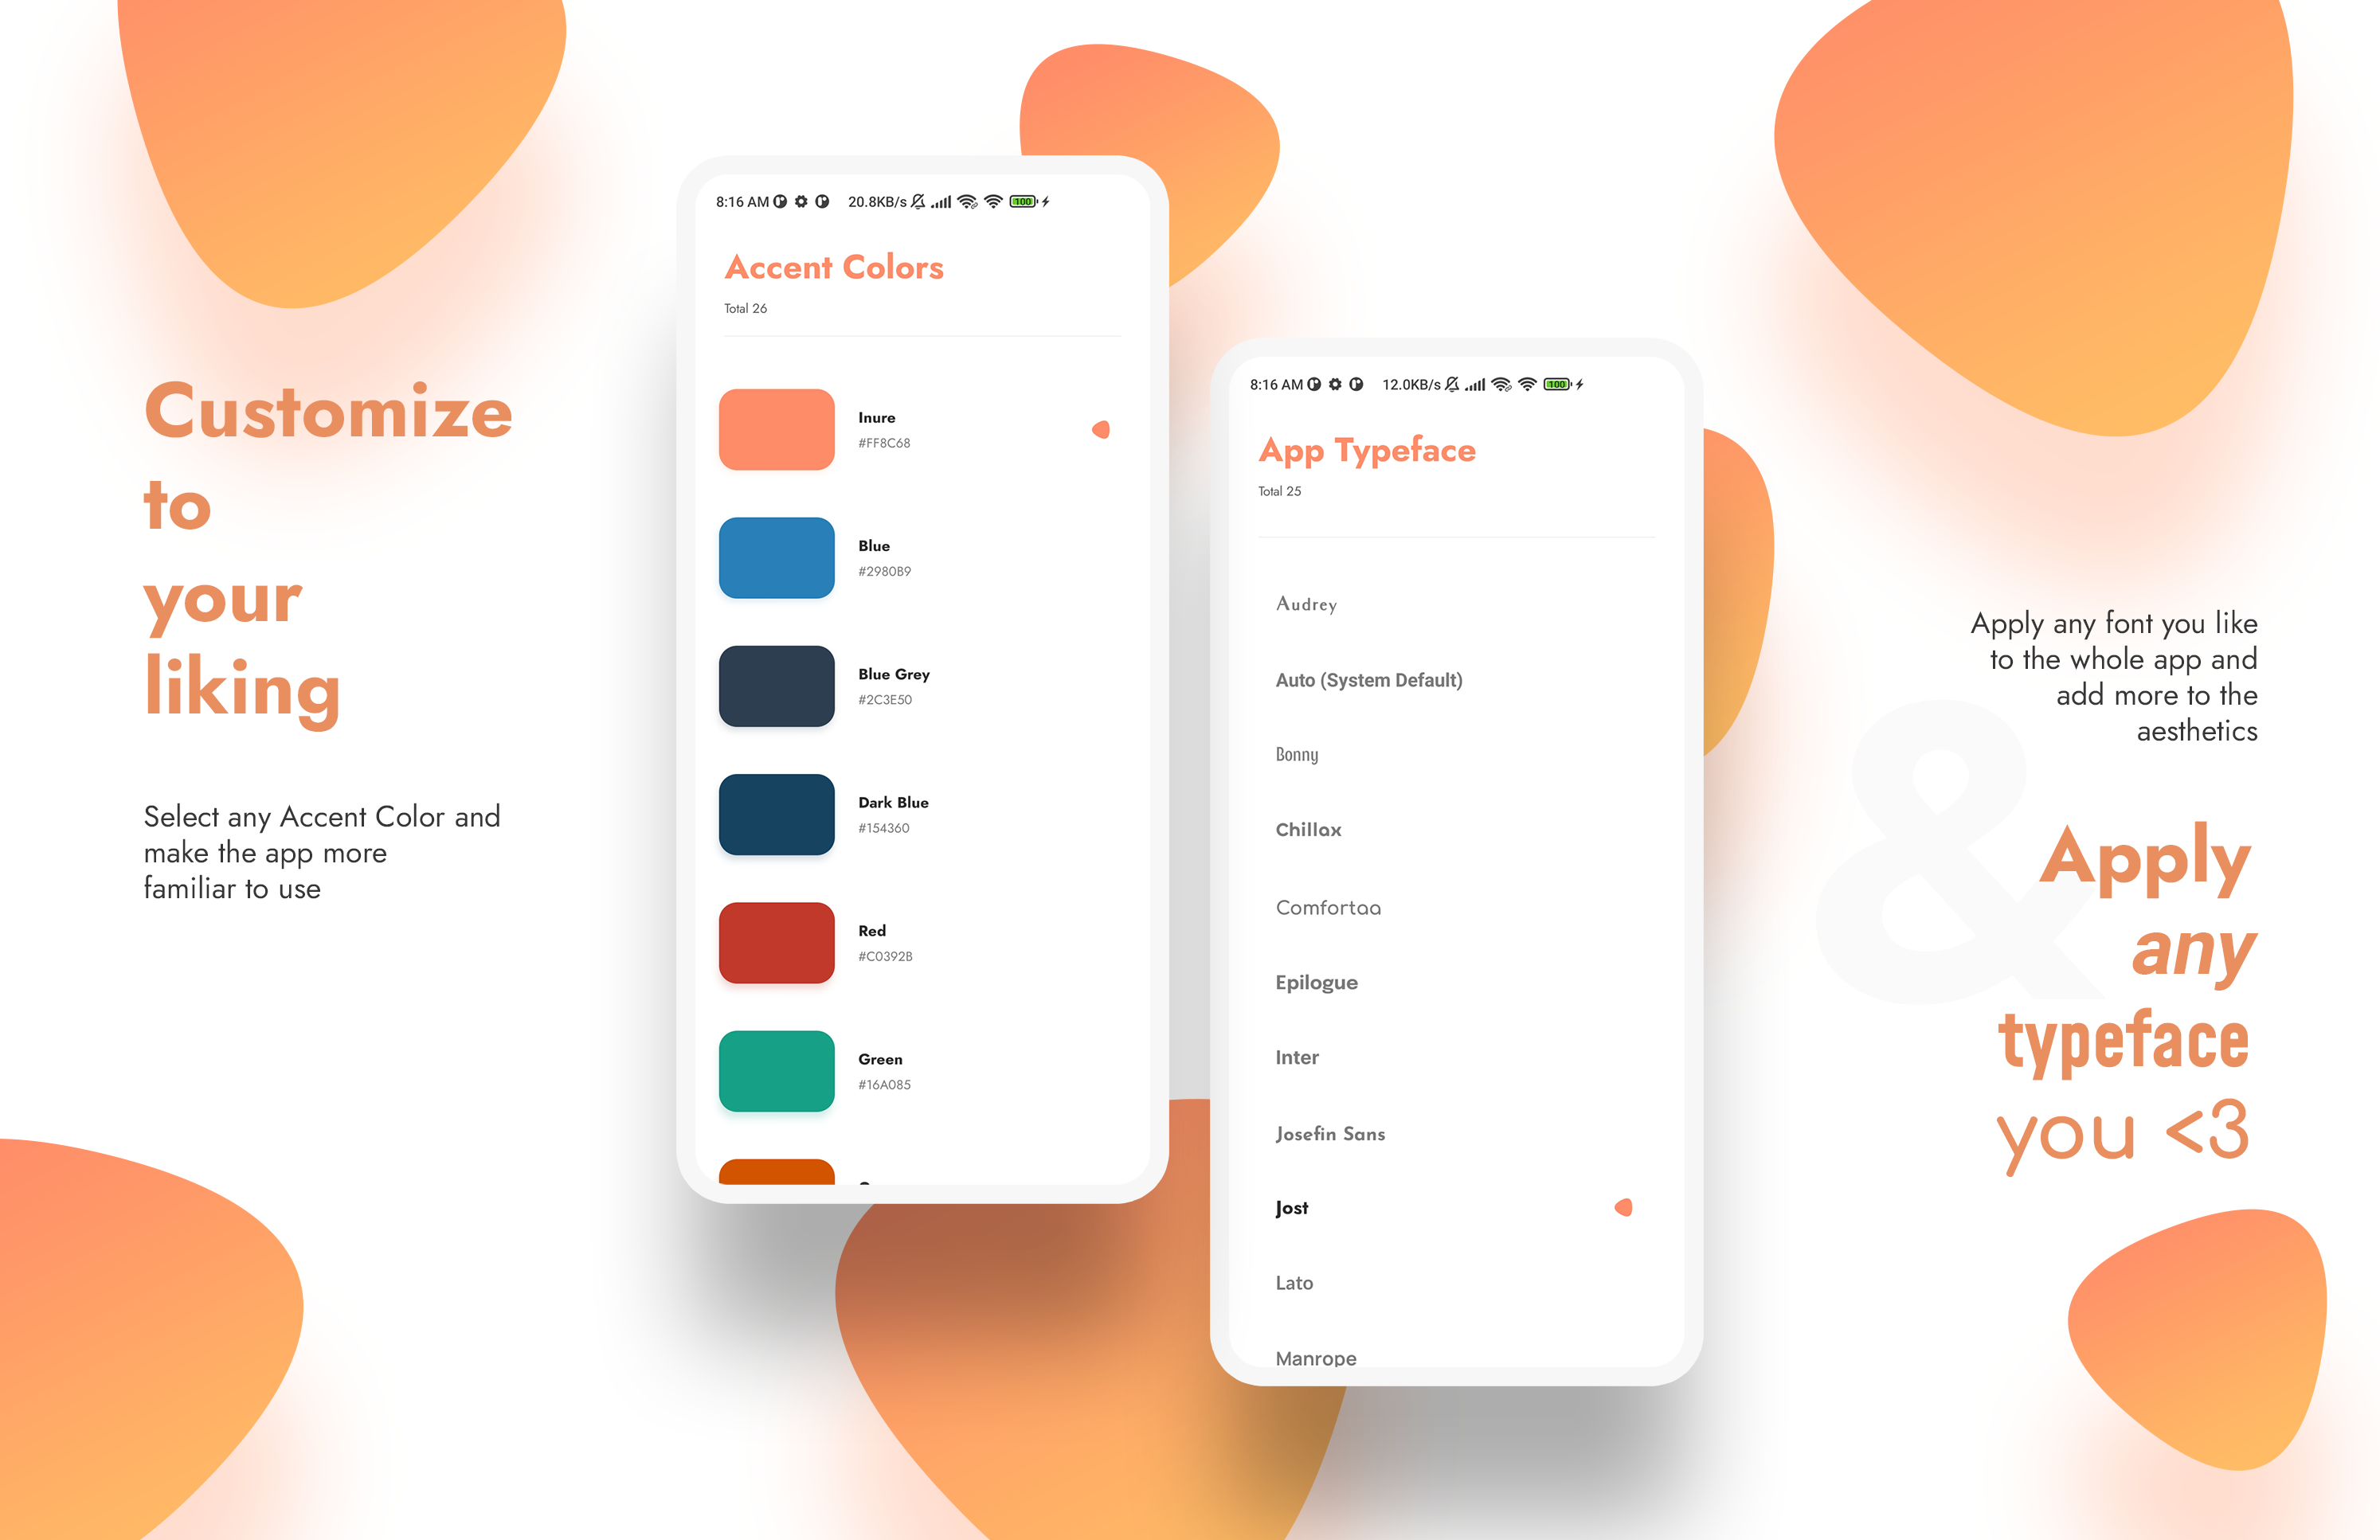 Customize
to
your
liking
Select any Accent Color and
make the app more
familiar to use
8:16 AM 20.8KB/s 100
Accent Colors
Total 26
Inure
#FF8C68
Blue
#2980B9
Blue Grey
#2C3E50
Dark Blue
#154360
Red
#C0392B
Green
#16A085
8:16 AM 12.0KB/s 100
App Typeface
Total 25
Audrey
Auto (System Default)
Bonny
Chillax
Comfortaa
Epilogue
Inter
Josefin Sans
Jost
Lato
Manrope
Apply any font you like
to the whole app and
add more to the
aesthetics
&
Apply
any
typeface
you <3